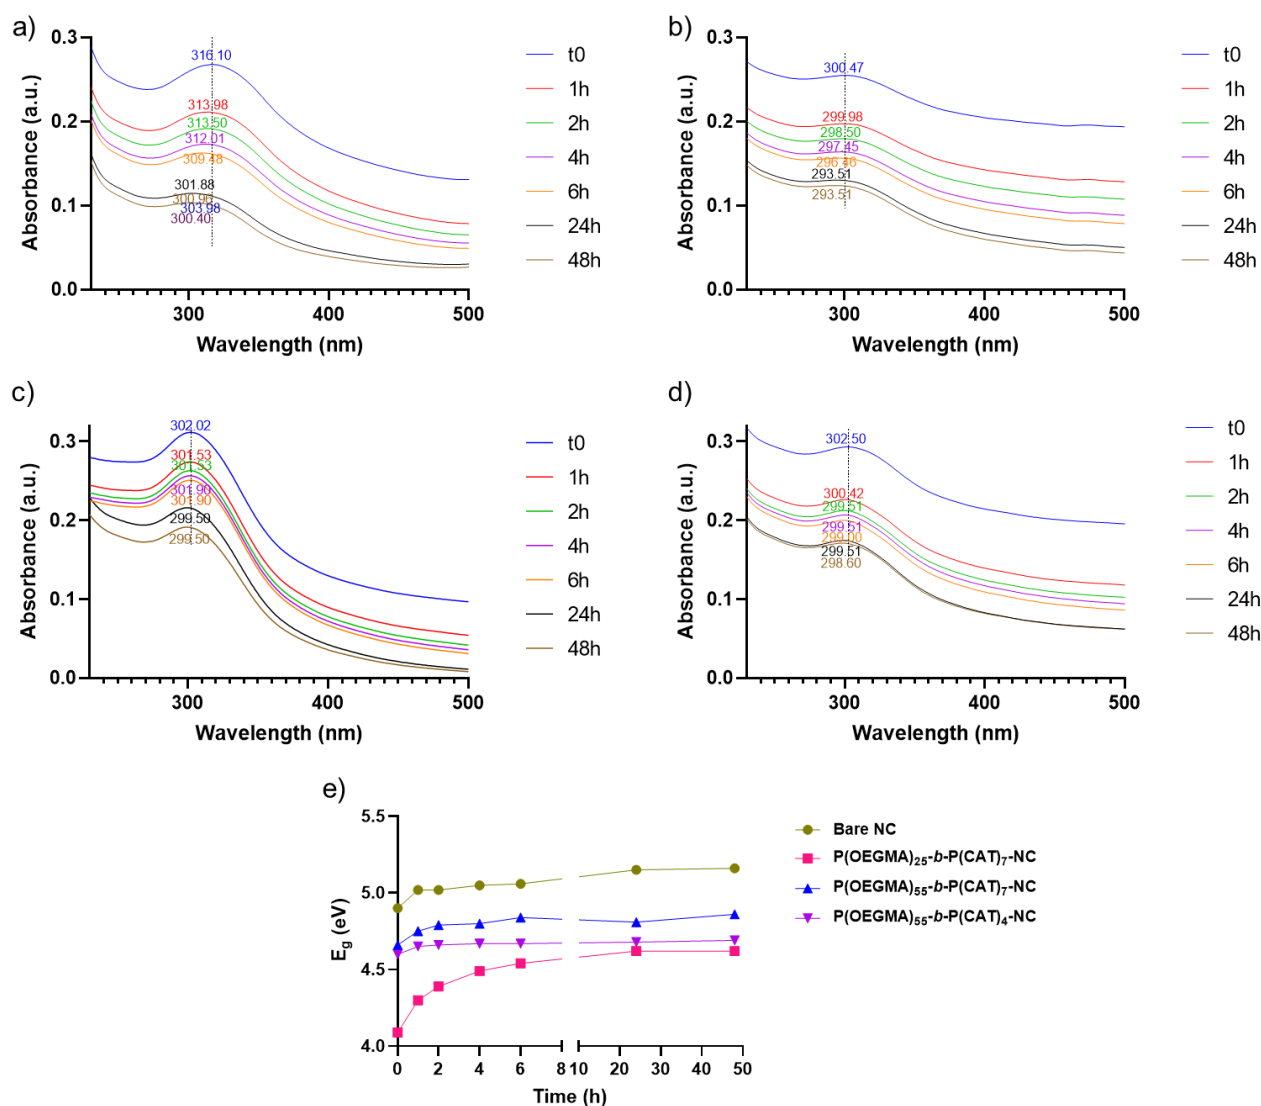 a)
0.3
0.2
0.1
0.0
Absorbance (a.u.)
316.10
313.98
313.50
312.01
309.48
301.88
300.96
303.98
300.40
300
400
500
Wavelength (nm)
t0
1h
2h
4h
6h
24h
48h
b)
0.3
0.2
0.1
0.0
Absorbance (a.u.)
300.47
299.98
298.50
297.45
296.46
293.51
293.51
300
400
500
Wavelength (nm)
t0
1h
2h
4h
6h
24h
48h
c)
0.3
0.2
0.1
0.0
Absorbance (a.u.)
302.02
301.53
301.53
301.90
301.90
299.50
299.50
300
400
500
Wavelength (nm)
t0
1h
2h
4h
6h
24h
48h
d)
0.3
0.2
0.1
0.0
Absorbance (a.u.)
302.50
300.42
299.51
299.51
299.00
299.51
298.60
300
400
500
Wavelength (nm)
t0
1h
2h
4h
6h
24h
48h
e)
5.5
5.0
4.5
4.0
E₉ (eV)
0 2 4 6 8 10 20 30 40 50
Time (h)
Bare NC
P(OEGMA)₂₅-b-P(CAT)₇-NC
P(OEGMA)₅₅-b-P(CAT)₇-NC
P(OEGMA)₅₅-b-P(CAT)₄-NC